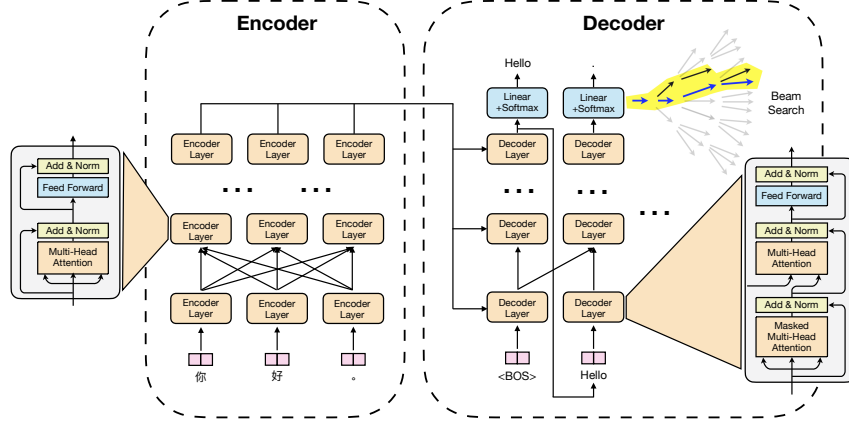 Encoder
Decoder
Hello
.
Linear
+Softmax
Linear
+Softmax
Beam
Search
Encoder
Layer
Encoder
Layer
Encoder
Layer
Decoder
Layer
Decoder
Layer
Add & Norm
Feed Forward
Add & Norm
Multi-Head
Attention
...
...
...
...
...
Encoder
Layer
Encoder
Layer
Encoder
Layer
Decoder
Layer
Decoder
Layer
Encoder
Layer
Encoder
Layer
Encoder
Layer
Decoder
Layer
Decoder
Layer
你
好
。
<BOS>
Hello
Add & Norm
Feed Forward
Add & Norm
Multi-Head
Attention
Add & Norm
Masked
Multi-Head
Attention